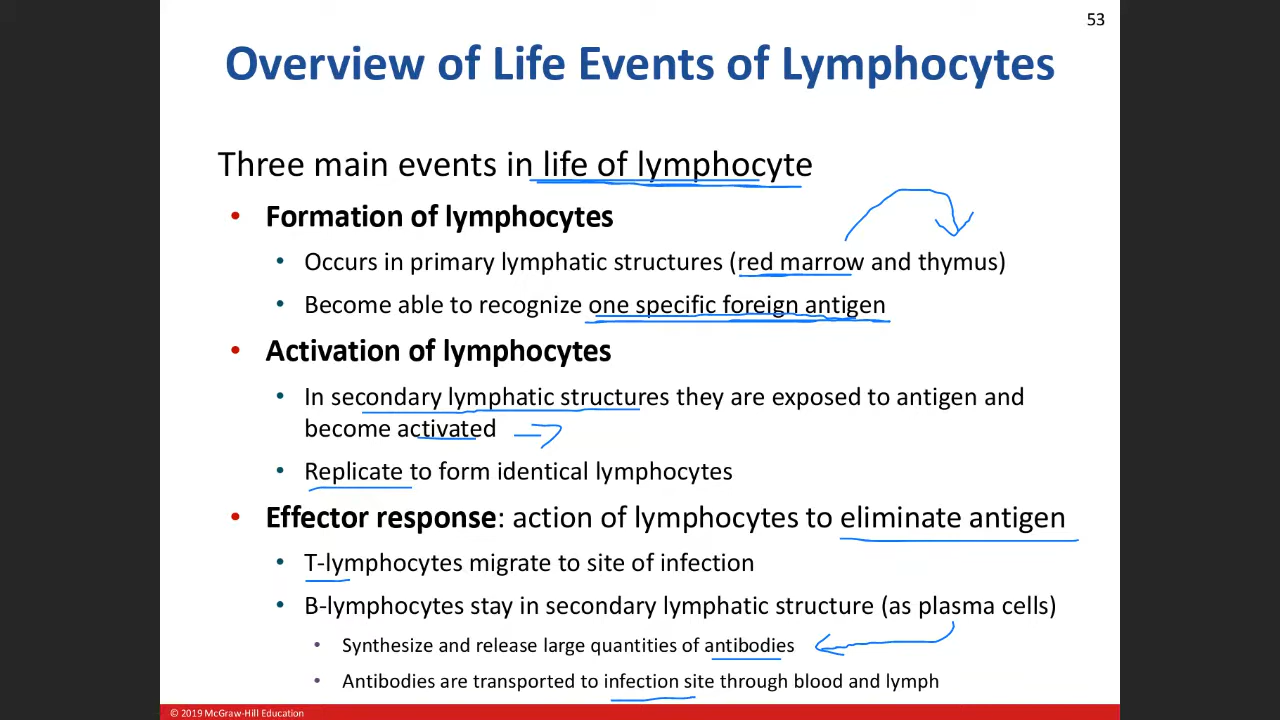 53
Overview of Life Events of Lymphocytes
Three main events in life of lymphocyte
• Formation of lymphocytes
• Occurs in primary lymphatic structures (red marrow and thymus)
• Become able to recognize one specific foreign antigen
• Activation of lymphocytes
• In secondary lymphatic structures they are exposed to antigen and
become activated
• Replicate to form identical lymphocytes
• Effector response: action of lymphocytes to eliminate antigen
• T-lymphocytes migrate to site of infection
• B-lymphocytes stay in secondary lymphatic structure (as plasma cells)
• Synthesize and release large quantities of antibodies
• Antibodies are transported to infection site through blood and lymph
© 2019 McGraw-Hill Education